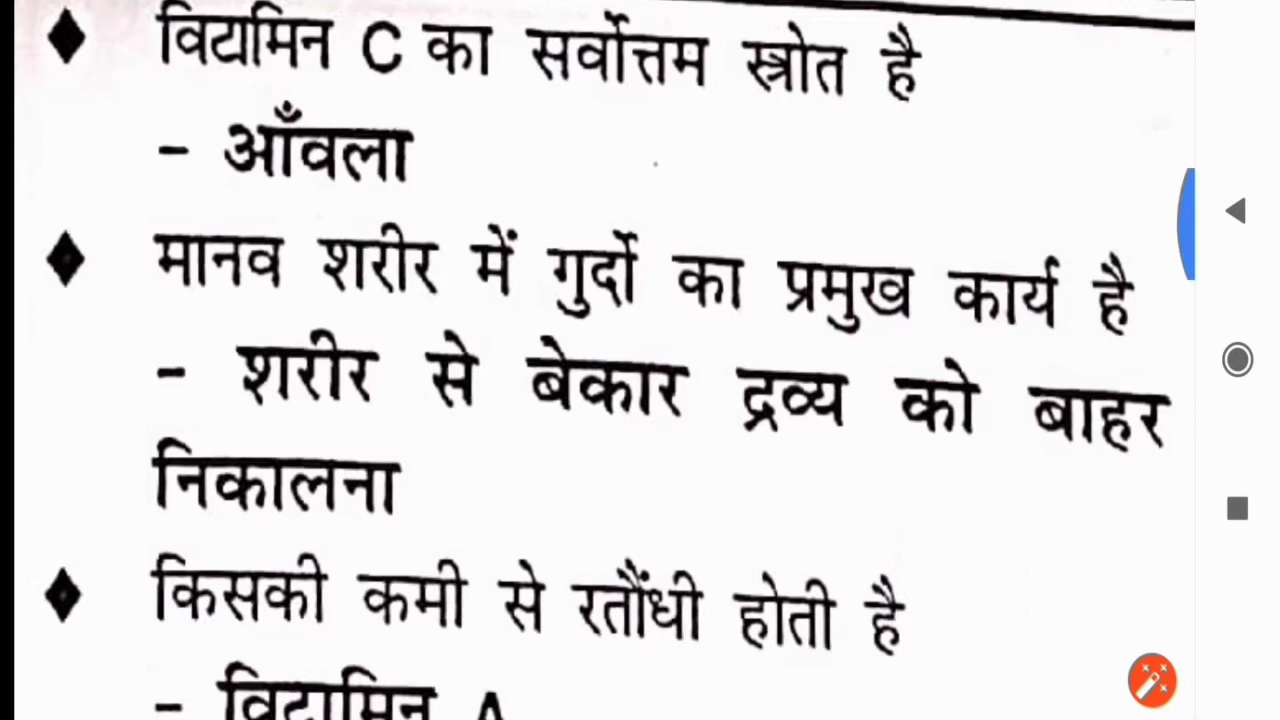 विटामिन C का सर्वोत्तम स्त्रोत है
- आँवला
मानव शरीर में गुर्दो का प्रमुख कार्य है
- शरीर से बेकार द्रव्य को बाहर
निकालना
किसकी कमी से रतौंधी होती है
- विटामिन A